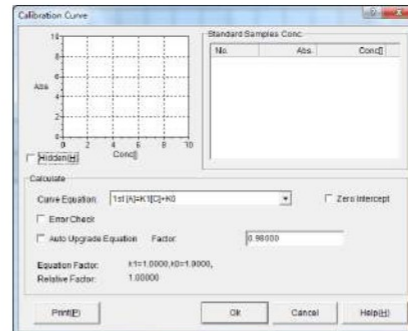 Calibration Curve
Standard Samples Conc.
No. Abs. Conc[]
10
8
6
4
2
0
Abs.
0 2 4 6 8 10
Conc[]
Hidden(H)
Calculate
Curve Equation: 1st [A]=K1[C]+K0
Zero Intercept
Error Check
Auto Upgrade Equation Factor: 0.98000
Equation Factor: k1=1.0000,k0=1.0000,
Relative Factor: 1.00000
Print(P)
Ok
Cancel
Help(H)